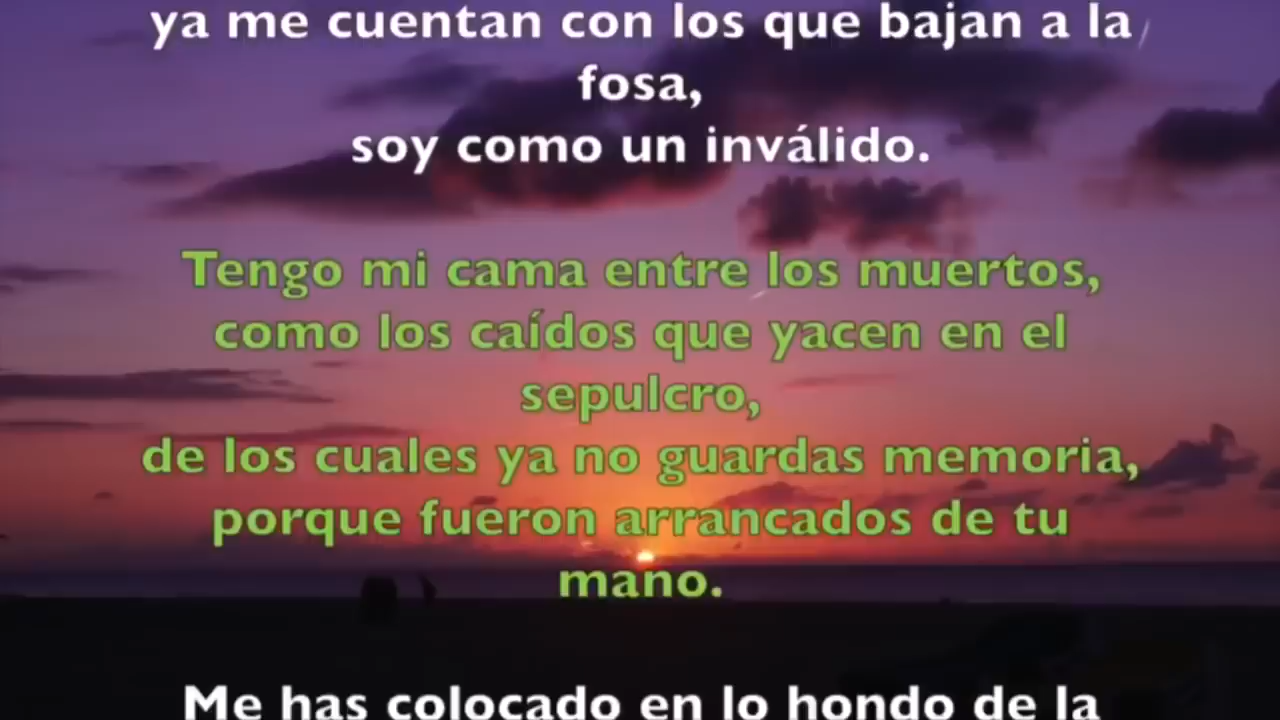 ya me cuentan con los que bajan a la
fosa,
soy como un inválido.
Tengo mi cama entre los muertos,
como los caídos que yacen en el
sepulcro,
de los cuales ya no guardas memoria,
porque fueron arrancados de tu
mano.
Me has colocado en lo hondo de la